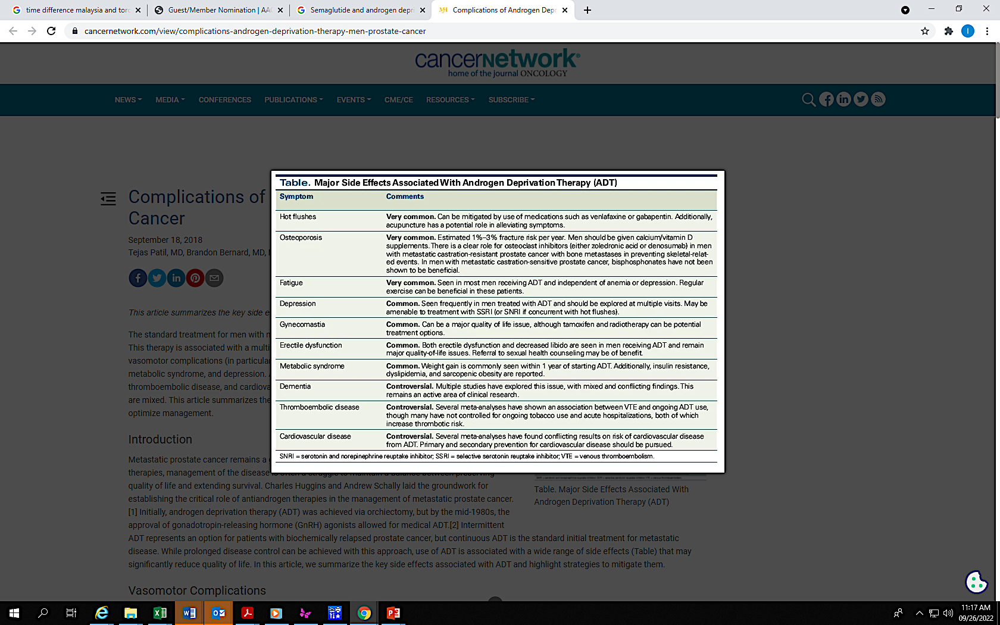 time difference malaysia and toro
Guest/Member Nomination | AAC
Semaglutide and androgen depri
Complications of Androgen Depr
cancernetwork.com/view/complications-androgen-deprivation-therapy-men-prostate-cancer
I
cancerNetwork®
home of the journal ONCOLOGY
NEWS MEDIA CONFERENCES PUBLICATIONS EVENTS CME/CE RESOURCES SUBSCRIBE
Complications of
Cancer
September 18, 2018
Tejas Patil, MD, Brandon Bernard, MD,
This article summarizes the key side e
The standard treatment for men with m
This therapy is associated with a multi
vasomotor complications (in particular
metabolic syndrome, and depression.
thromboembolic disease, and cardiova
are mixed. This article summarizes the
optimize management.
Table. Major Side Effects Associated With Androgen Deprivation Therapy (ADT)
Symptom Comments
Hot flushes Very common. Can be mitigated by use of medications such as venlafaxine or gabapentin. Additionally,
acupuncture has a potential role in alleviating symptoms.
Osteoporosis Very common. Estimated 1%–3% fracture risk per year. Men should be given calcium/vitamin D
supplements. There is a clear role for osteoclast inhibitors (either zoledronic acid or denosumab) in men
with metastatic castration-resistant prostate cancer with bone metastases in preventing skeletal-relat-
ed events. In men with metastatic castration-sensitive prostate cancer, bisphosphonates have not been
shown to be beneficial.
Fatigue Very common. Seen in most men receiving ADT and independent of anemia or depression. Regular
exercise can be beneficial in these patients.
Depression Common. Seen frequently in men treated with ADT and should be explored at multiple visits. May be
amenable to treatment with SSRI (or SNRI if concurrent with hot flushes).
Gynecomastia Common. Can be a major quality of life issue, although tamoxifen and radiotherapy can be potential
treatment options.
Erectile dysfunction Common. Both erectile dysfunction and decreased libido are seen in men receiving ADT and remain
major quality-of-life issues. Referral to sexual health counseling may be of benefit.
Metabolic syndrome Common. Weight gain is commonly seen within 1 year of starting ADT. Additionally, insulin resistance,
dyslipidemia, and sarcopenic obesity are reported.
Dementia Controversial. Multiple studies have explored this issue, with mixed and conflicting findings. This
remains an active area of clinical research.
Thromboembolic disease Controversial. Several meta-analyses have shown an association between VTE and ongoing ADT use,
though many have not controlled for ongoing tobacco use and acute hospitalizations, both of which
increase thrombotic risk.
Cardiovascular disease Controversial. Several meta-analyses have found conflicting results on risk of cardiovascular disease
from ADT. Primary and secondary prevention for cardiovascular disease should be pursued.
SNRI = serotonin and norepinephrine reuptake inhibitor; SSRI = selective serotonin reuptake inhibitor; VTE = venous thromboembolism.
Introduction
Metastatic prostate cancer remains a
therapies, management of the disease is often a struggle to maintain a balance between preserving
quality of life and extending survival. Charles Huggins and Andrew Schally laid the groundwork for
establishing the critical role of antiandrogen therapies in the management of metastatic prostate cancer.
[1] Initially, androgen deprivation therapy (ADT) was achieved via orchiectomy, but by the mid-1980s, the
approval of gonadotropin-releasing hormone (GnRH) agonists allowed for medical ADT.[2] Intermittent
ADT represents an option for patients with biochemically relapsed prostate cancer, but continuous ADT is the standard initial treatment for metastatic
disease. While prolonged disease control can be achieved with this approach, use of ADT is associated with a wide range of side effects (Table) that may
significantly reduce quality of life. In this article, we summarize the key side effects associated with ADT and highlight strategies to mitigate them.
Table. Major Side Effects Associated With
Androgen Deprivation Therapy (ADT)
Vasomotor Complications
11:17 AM
09/26/2022